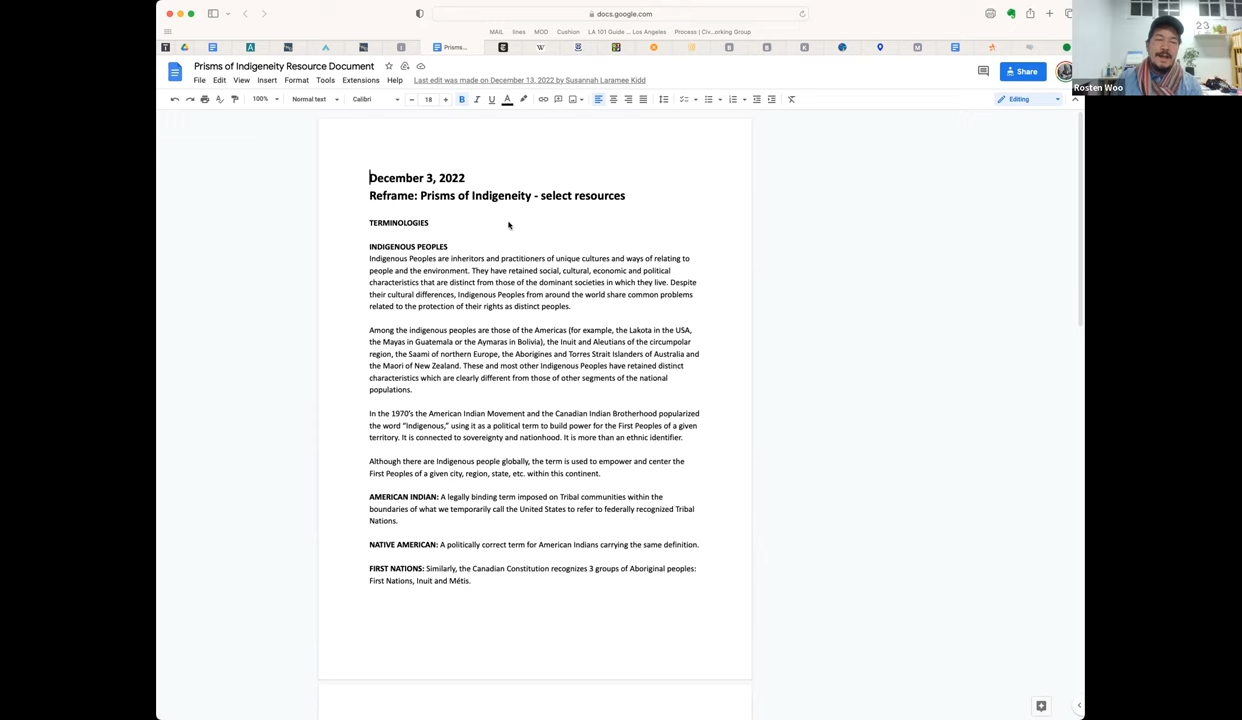 docs.google.com
MAIL lines MOD Cushion LA 101 Guide ... Los Angeles Process | Civ...orking Group
Prisms...
Prisms of Indigeneity Resource Document
Share
File Edit View Insert Format Tools Extensions Help Last edit was made on December 13, 2022 by Susannah Laramee Kidd
100% Normal text Calibri 18 B I U A Editing
Rosten Woo
23
December 3, 2022
Reframe: Prisms of Indigeneity - select resources
TERMINOLOGIES
INDIGENOUS PEOPLES
Indigenous Peoples are inheritors and practitioners of unique cultures and ways of relating to
people and the environment. They have retained social, cultural, economic and political
characteristics that are distinct from those of the dominant societies in which they live. Despite
their cultural differences, Indigenous Peoples from around the world share common problems
related to the protection of their rights as distinct peoples.
Among the indigenous peoples are those of the Americas (for example, the Lakota in the USA,
the Mayas in Guatemala or the Aymaras in Bolivia), the Inuit and Aleutians of the circumpolar
region, the Saami of northern Europe, the Aborigines and Torres Strait Islanders of Australia and
the Maori of New Zealand. These and most other Indigenous Peoples have retained distinct
characteristics which are clearly different from those of other segments of the national
populations.
In the 1970's the American Indian Movement and the Canadian Indian Brotherhood popularized
the word "Indigenous," using it as a political term to build power for the First Peoples of a given
territory. It is connected to sovereignty and nationhood. It is more than an ethnic identifier.
Although there are Indigenous people globally, the term is used to empower and center the
First Peoples of a given city, region, state, etc. within this continent.
AMERICAN INDIAN: A legally binding term imposed on Tribal communities within the
boundaries of what we temporarily call the United States to refer to federally recognized Tribal
Nations.
NATIVE AMERICAN: A politically correct term for American Indians carrying the same definition.
FIRST NATIONS: Similarly, the Canadian Constitution recognizes 3 groups of Aboriginal peoples:
First Nations, Inuit and Métis.